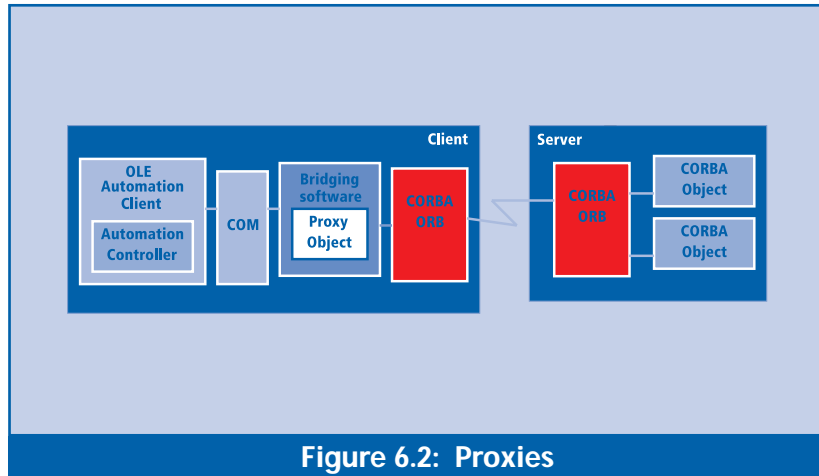 Client
OLE
Automation
Client
Automation
Controller
COM
Bridging
software
Proxy
Object
CORBA
ORB
Server
CORBA
ORB
CORBA
Object
CORBA
Object
Figure 6.2: Proxies